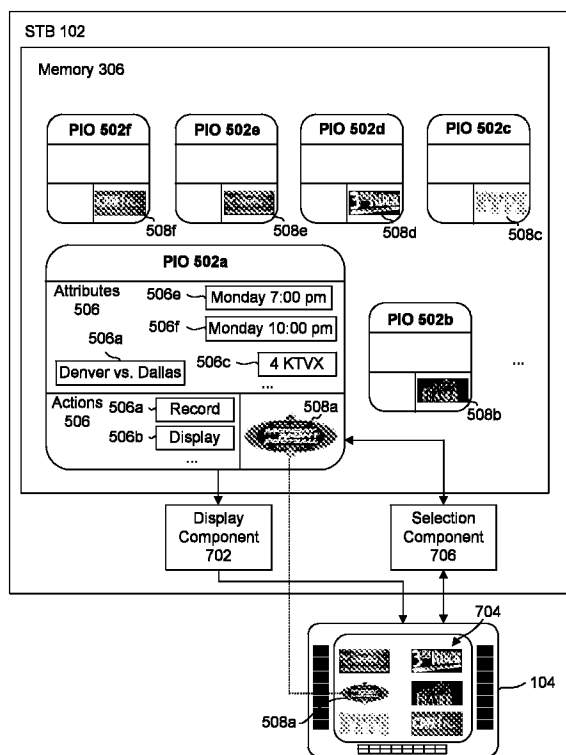 STB 102
Memory 306
PIO 502f
PIO 502e
PIO 502d
PIO 502c
508f
508e
508d
508c
PIO 502a
Attributes
506
506e
Monday 7:00 pm
506f
Monday 10:00 pm
506a
Denver vs. Dallas
506c
4 KTVX
...
PIO 502b
508b
...
Actions
506
506a
Record
506b
Display
...
508a
Display
Component
702
Selection
Component
706
704
104
508a